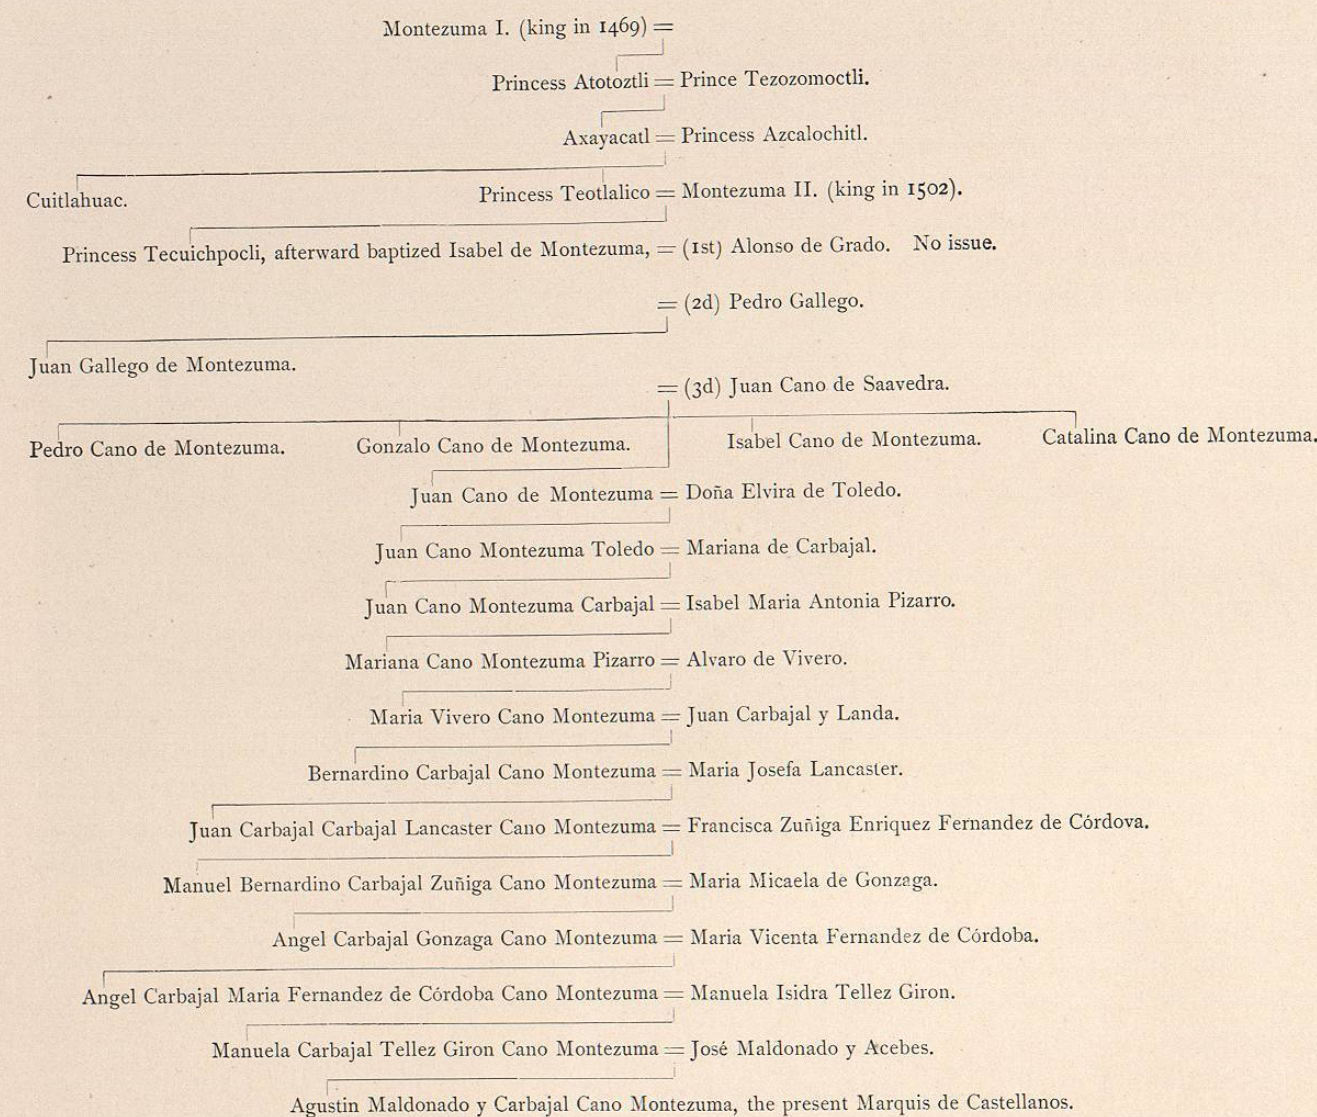 Montezuma I. (king in 1469) =
Princess Atotoztli = Prince Tezozomoctli.
Axayacatl = Princess Azcalochitl.
Cuitlahuac. Princess Teotlalico = Montezuma II. (king in 1502).
Princess Tecuichpocli, afterward baptized Isabel de Montezuma, = (1st) Alonso de Grado. No issue.
= (2d) Pedro Gallego.
Juan Gallego de Montezuma.
= (3d) Juan Cano de Saavedra.
Pedro Cano de Montezuma. Gonzalo Cano de Montezuma. Isabel Cano de Montezuma. Catalina Cano de Montezuma.
Juan Cano de Montezuma = Doña Elvira de Toledo.
Juan Cano Montezuma Toledo = Mariana de Carbajal.
Juan Cano Montezuma Carbajal = Isabel Maria Antonia Pizarro.
Mariana Cano Montezuma Pizarro = Alvaro de Vivero.
Maria Vivero Cano Montezuma = Juan Carbajal y Landa.
Bernardino Carbajal Cano Montezuma = Maria Josefa Lancaster.
Juan Carbajal Carbajal Lancaster Cano Montezuma = Francisca Zuñiga Enriquez Fernandez de Córdova.
Manuel Bernardino Carbajal Zuñiga Cano Montezuma = Maria Micaela de Gonzaga.
Angel Carbajal Gonzaga Cano Montezuma = Maria Vicenta Fernandez de Córdoba.
Angel Carbajal Maria Fernandez de Córdoba Cano Montezuma = Manuela Isidra Tellez Giron.
Manuela Carbajal Tellez Giron Cano Montezuma = José Maldonado y Acebes.
Agustin Maldonado y Carbajal Cano Montezuma, the present Marquis de Castellanos.